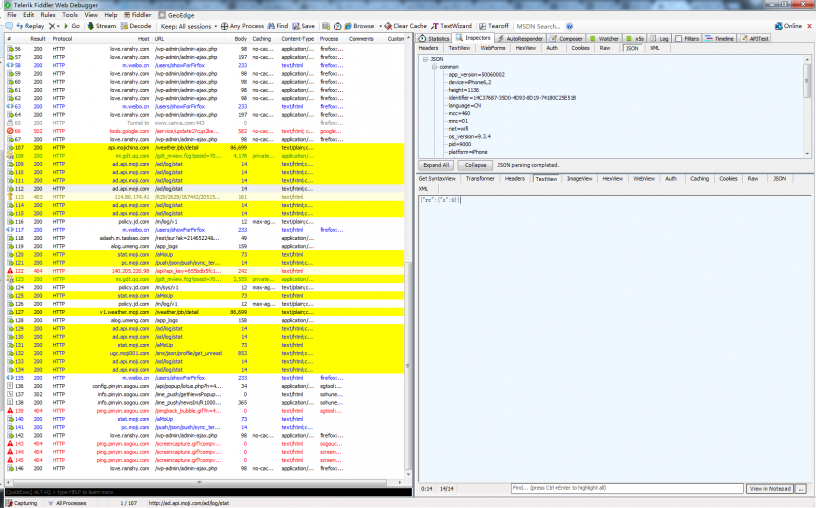 Telerik Fiddler Web Debugger
File Edit Rules Tools View Help Fiddler GeoEdge
Replay Go Stream Decode Keep: All sessions Any Process Find Save Browse Clear Cache TextWizard Tearoff MSDN Search... Online
# Result Protocol Host URL Body Caching Content-Type Process Comments Custom
56 200 HTTP love.ranshy.com /wp-admin/admin-ajax.php 98 no-cac... application/... firefox:...
57 200 HTTP love.ranshy.com /wp-admin/admin-ajax.php 197 no-cac... application/... firefox:...
58 200 HTTP m.weibo.cn /users/showForFirfox 233 text/html firefox:...
59 200 HTTP love.ranshy.com /wp-admin/admin-ajax.php 98 no-cac... application/... firefox:...
60 200 HTTP love.ranshy.com /wp-admin/admin-ajax.php 98 no-cac... application/... firefox:...
61 200 HTTP love.ranshy.com /wp-admin/admin-ajax.php 98 no-cac... application/... firefox:...
62 200 HTTP love.ranshy.com /wp-admin/admin-ajax.php 98 no-cac... application/... firefox:...
63 200 HTTP m.weibo.cn /users/showForFirfox 233 text/html firefox:...
64 200 HTTP love.ranshy.com /wp-admin/admin-ajax.php 197 no-cac... application/... firefox:...
65 200 HTTP Tunnel to www.canva.com:443 0 firefox:...
66 502 HTTP tools.google.com /service/update2?cup2ke... 582 no-cac... text/html; c... google...
67 200 HTTP love.ranshy.com /wp-admin/admin-ajax.php 98 no-cac... application/... firefox:...
107 200 HTTP api.mojichina.com /weather/pb/detail 86,699 text/plain;c...
108 200 HTTP mi.gdt.qq.com /gdt_mview.fcg?posid=70... 4,178 private... application/...
109 200 HTTP ad.api.moji.com /ad/log/stat 14 text/html;c...
110 200 HTTP ad.api.moji.com /ad/log/stat 14 text/html;c...
111 200 HTTP ad.api.moji.com /ad/log/stat 14 text/html;c...
112 200 HTTP ad.api.moji.com /ad/log/stat 14 text/html;c...
113 403 HTTP 114.80.174.41 161 text/html
114 200 HTTP ad.api.moji.com /ad/log/stat 14 text/html;c...
115 200 HTTP ad.api.moji.com /ad/log/stat 14 text/html;c...
116 200 HTTP policy.jd.com /m/log/v1 12 max-ag... text/plain;c...
117 200 HTTP m.weibo.cn /users/showForFirfox 233 text/html firefox:...
118 200 HTTP adash.m.taobao.com /rest/sur?ak=21465224&... 49 application/...
119 200 HTTP alog.umeng.com /app_logs 159 application/...
120 200 HTTP stat.moji.com /aMoUp 73 text/html
121 200 HTTP pc.moji.com /push/json/push/sync_ter... 14 text/html;c...
122 404 HTTP 140.205.220.98 242 text/html
123 200 HTTP mi.gdt.qq.com /gdt_mview.fcg?posid=70... 2,555 private... application/...
124 200 HTTP policy.jd.com /m/sys/v1 12 max-ag... text/plain;c...
125 200 HTTP stat.moji.com /aMoUp 73 text/html
126 200 HTTP policy.jd.com /m/log/v1 12 max-ag... text/plain;c...
127 200 HTTP v1.weather.moji.com /weather/pb/detail 86,699 text/plain;c...
128 200 HTTP alog.umeng.com /app_logs 158 application/...
129 200 HTTP ad.api.moji.com /ad/log/stat 14 text/html;c...
130 200 HTTP ad.api.moji.com /ad/log/stat 14 text/html;c...
131 200 HTTP stat.moji.com /aMoUp 73 text/html
132 200 HTTP ugc.moji001.com /sns/json/profile/get_unread 853 text/html;c...
133 200 HTTP ad.api.moji.com /ad/log/stat 14 text/html;c...
134 200 HTTP ad.api.moji.com /ad/log/stat 14 text/html;c...
135 200 HTTP m.weibo.cn /users/showForFirfox 233 text/html firefox:...
136 200 HTTP config.pinyin.sogou.com /api/popup/lotus.php?h=4... 34 application/... sgtool:...
137 302 HTTP info.pinyin.sogou.com /ime_push/getNewsPopup... 0 text/html sohune...
138 200 HTTP info.pinyin.sogou.com /ime_push/newsIni/R1000... 365 application/... sohune...
139 404 HTTP ping.pinyin.sogou.com /pingback_bubble.gif?h=4... 0 text/html sgtool:...
140 200 HTTP stat.moji.com /aMoUp 73 text/html
141 200 HTTP pc.moji.com /push/json/push/sync_ter... 14 text/html;c...
142 200 HTTP love.ranshy.com /wp-admin/admin-ajax.php 98 no-cac... application/... firefox:...
143 404 HTTP ping.pinyin.sogou.com /screencapture.gif?cmpv... 0 text/html sogouc...
144 404 HTTP ping.pinyin.sogou.com /screencapture.gif?cmpv... 0 text/html screen...
145 404 HTTP ping.pinyin.sogou.com /screencapture.gif?cmpv... 0 text/html screen...
146 200 HTTP love.ranshy.com /wp-admin/admin-ajax.php 98 no-cac... application/... firefox:...
[QuickExec] ALT+Q > type HELP to learn more
Capturing All Processes 1 / 107 http://ad.api.moji.com/ad/log/stat
Statistics Inspectors AutoResponder Composer Willow x5s Log Filters Timeline APITest
Headers TextView WebForms HexView Auth Cookies Raw JSON XML
JSON
common
app_version=50060002
device=iPhone6,2
height=1136
language=CN
mcc=460
mnc=01
net=wifi
os_version=9.3.4
pid=9000
platform=iPhone
Expand All Collapse JSON parsing completed.
Get SyntaxView Transformer Headers TextView ImageView HexView WebView Auth Caching Cookies Raw JSON
XML
{"rc":{"c":0}}
0:14 14/14 Find... (press Ctrl+Enter to highlight all) View in Notepad ...